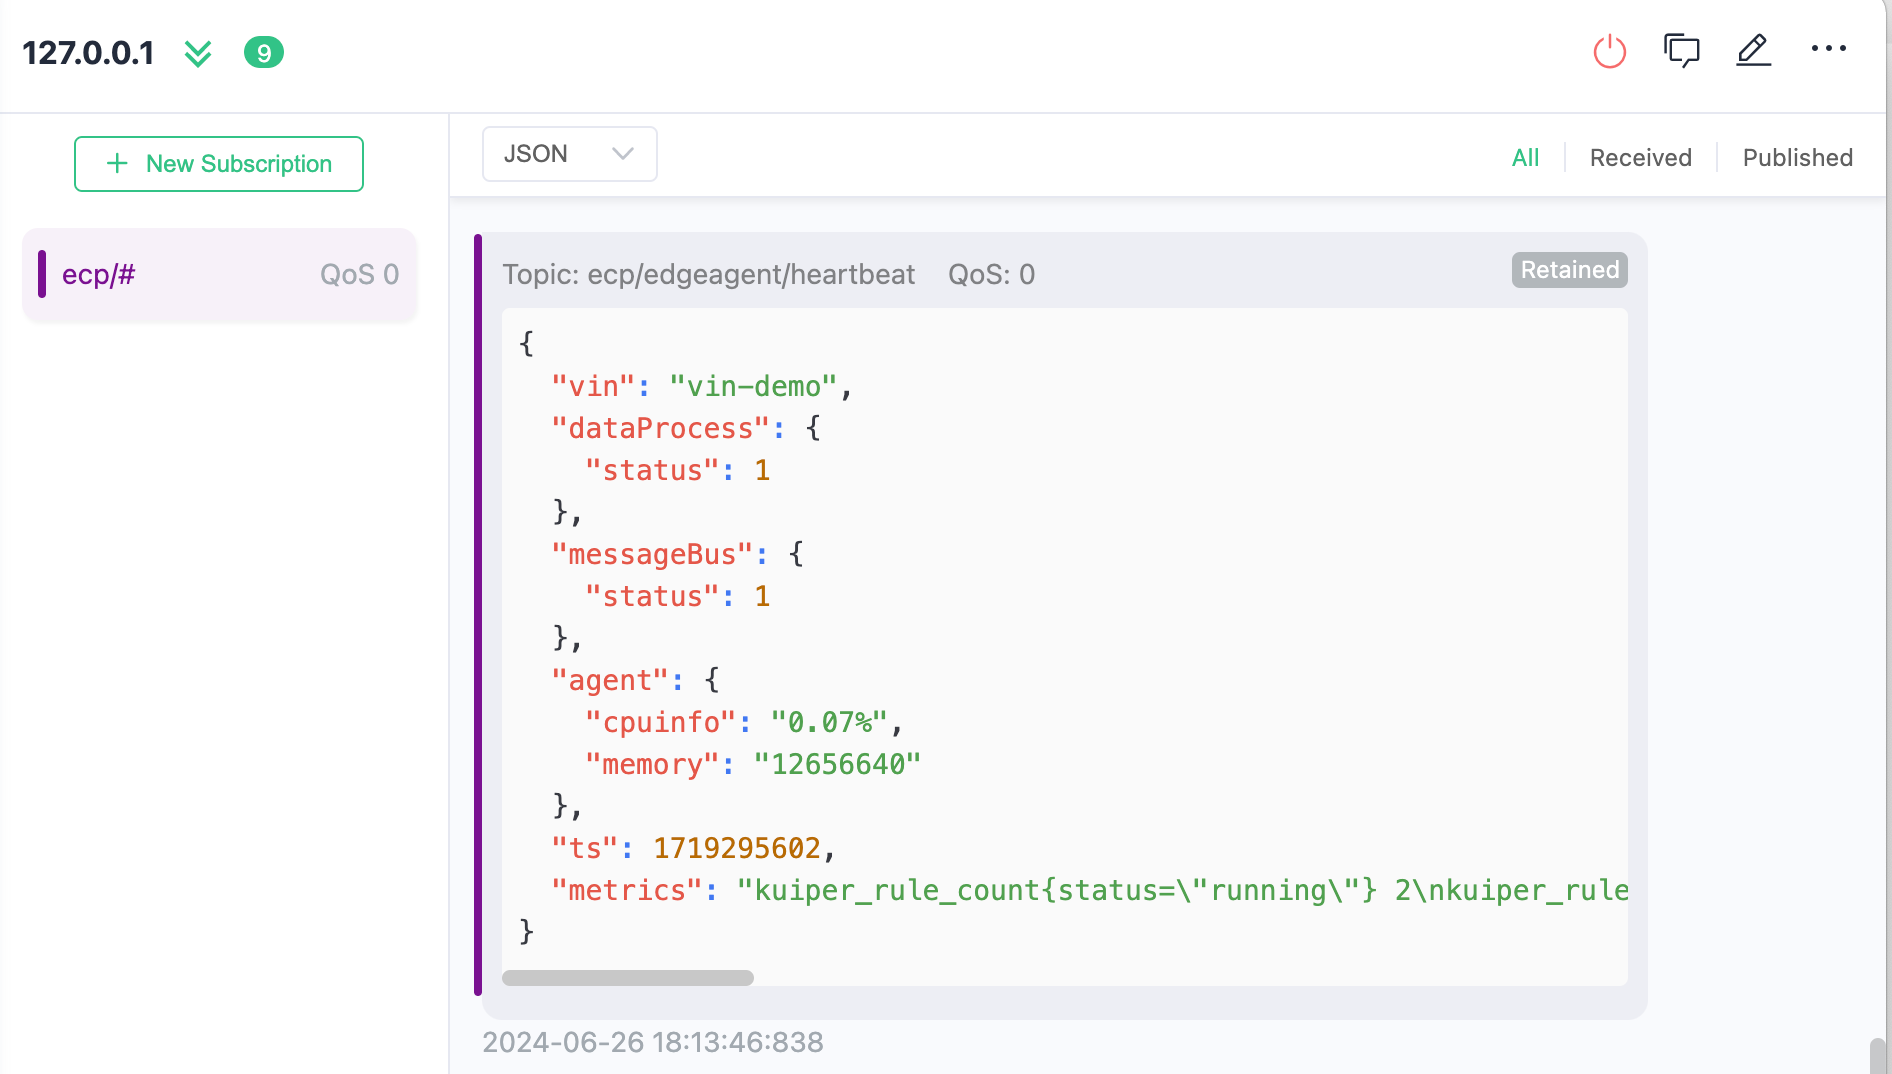 127.0.0.1 9
New Subscription
ecp/# QoS 0
JSON
All Received Published
Topic: ecp/edgeagent/heartbeat QoS: 0 Retained
{
"vin": "vin-demo",
"dataProcess": {
"status": 1
},
"messageBus": {
"status": 1
},
"agent": {
"cpuinfo": "0.07%",
"memory": "12656640"
},
"ts": 1719295602,
"metrics": "kuiper_rule_count{status=\"running\"} 2\nkuiper_rule
}
2024-06-26 18:13:46:838